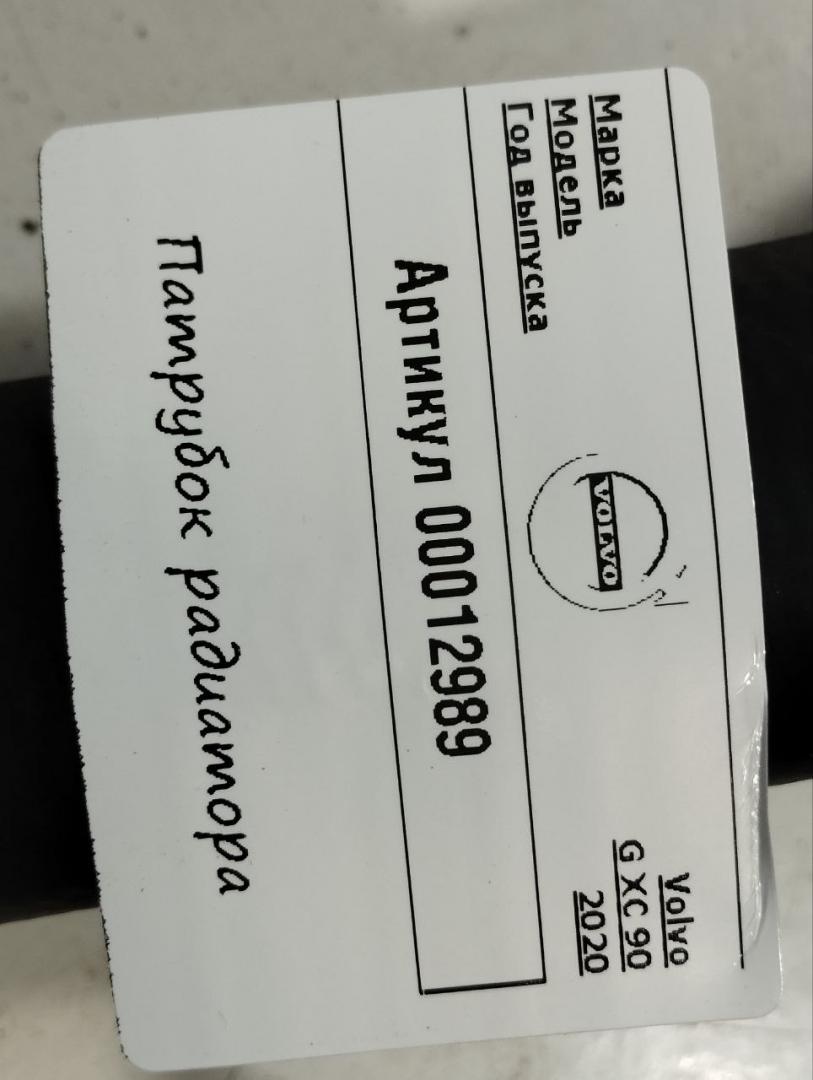 Марка Volvo
Модель G XC 90
Год выпуска 2020
VOLVO
Артикул 00012989
Патрубок радиатора